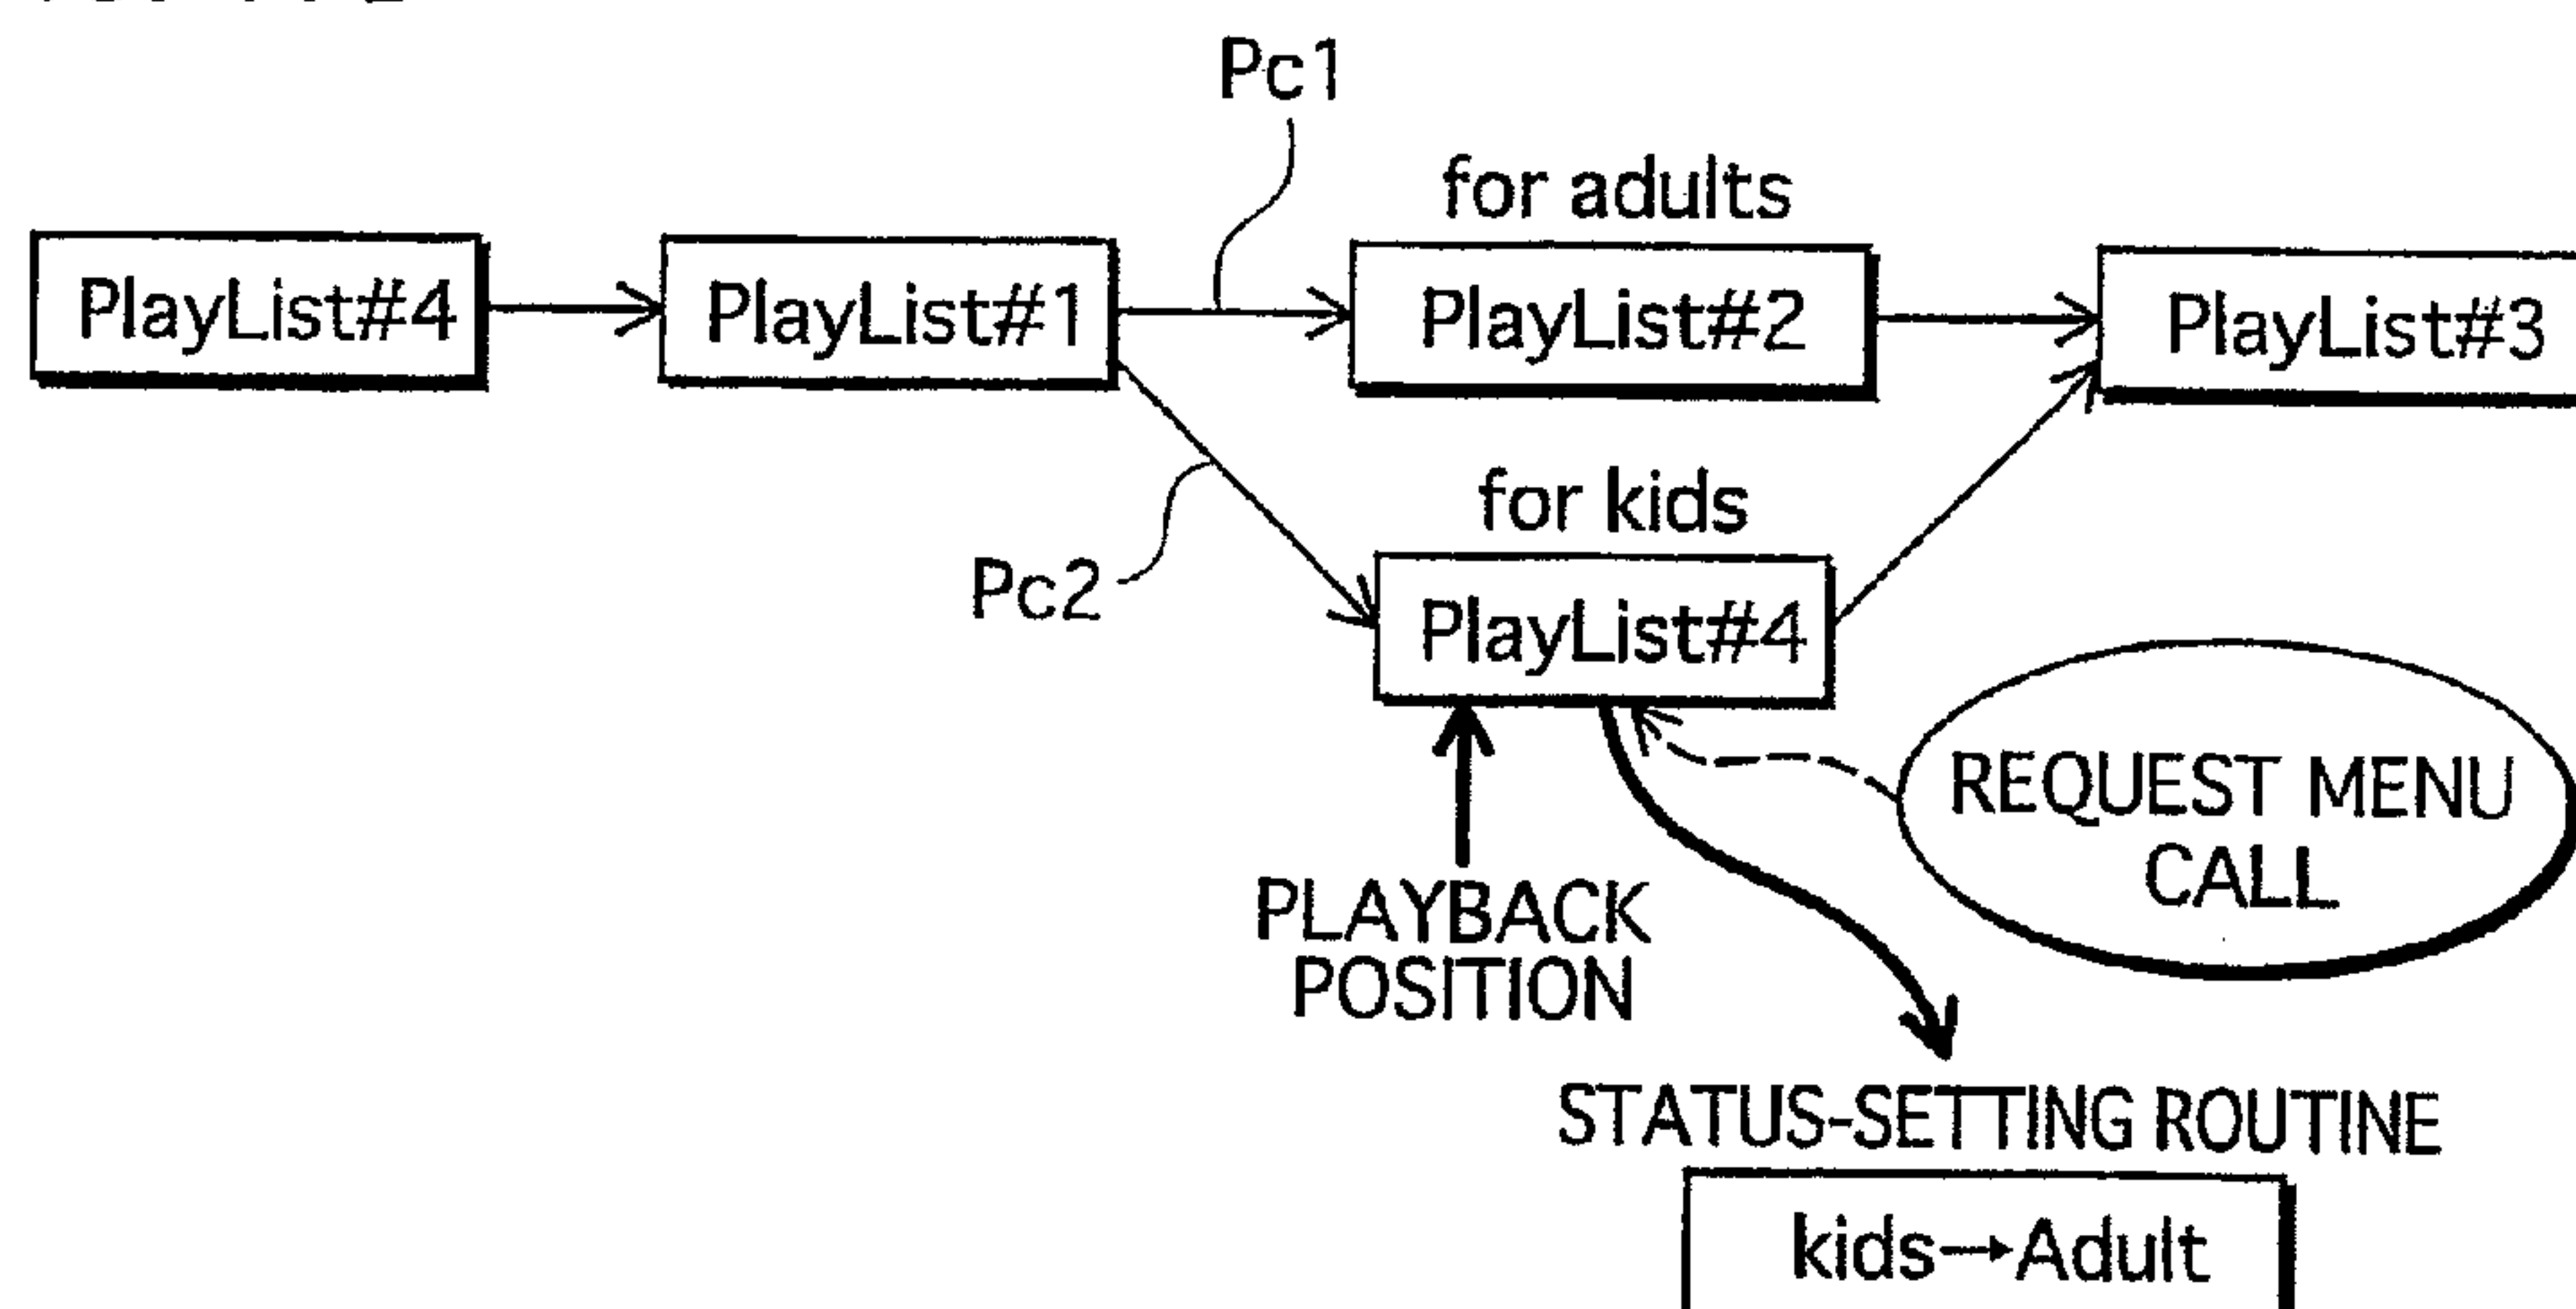 Pc1
for adults
PlayList#4
PlayList#1
PlayList#2
PlayList#3
for kids
Pc2
PlayList#4
REQUEST MENU
CALL
PLAYBACK
POSITION
STATUS-SETTING ROUTINE
kids→Adult